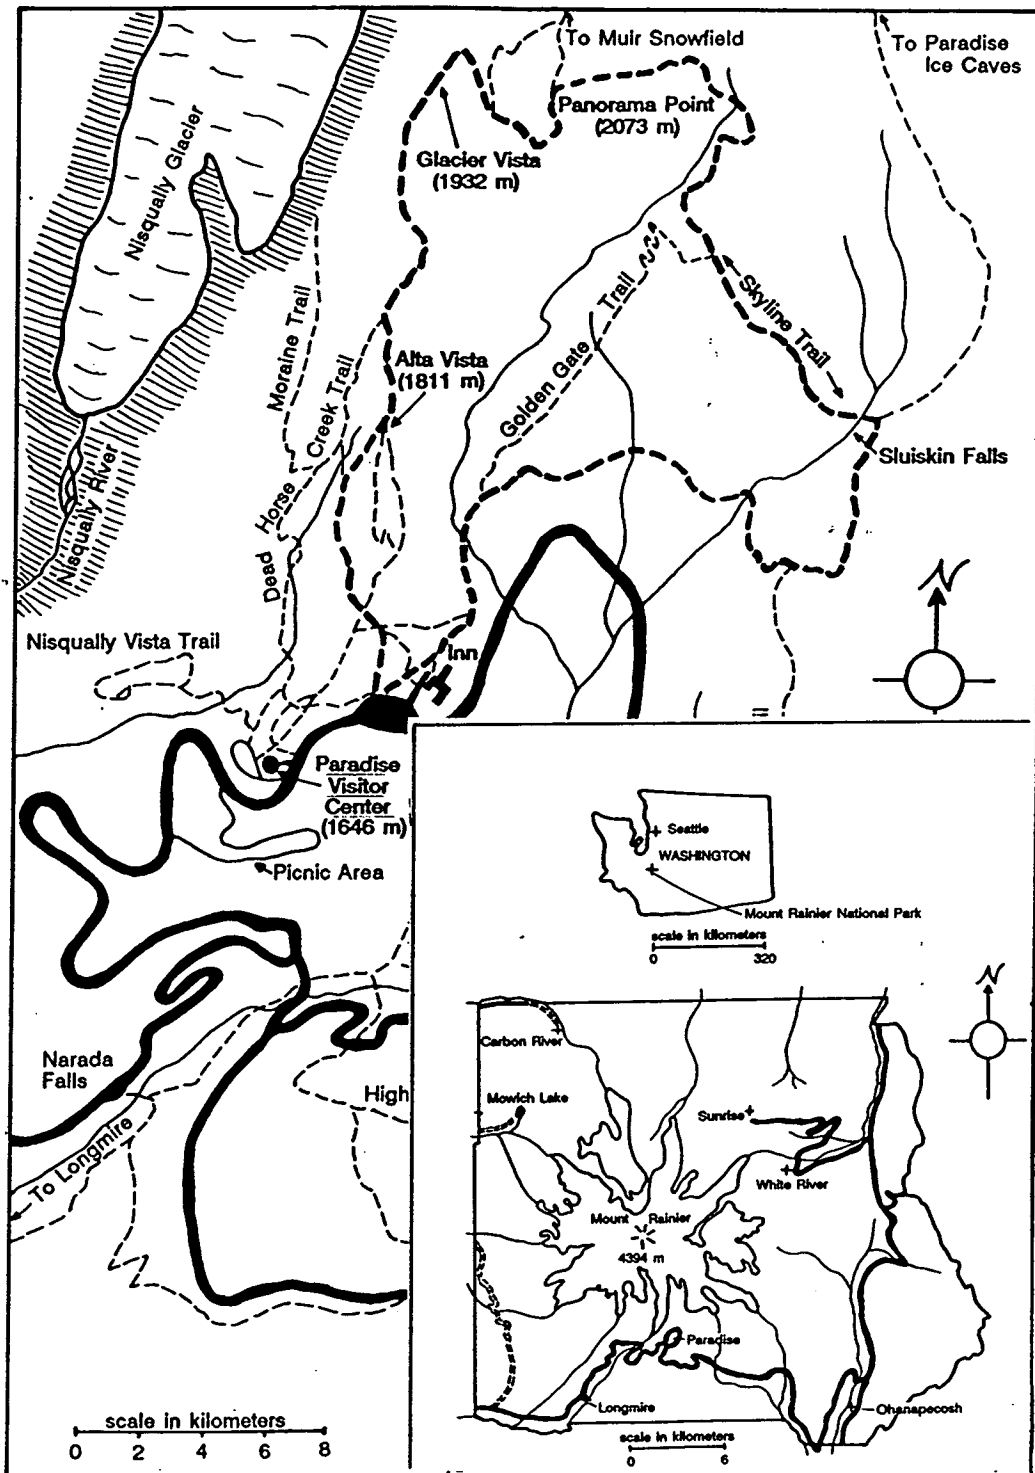 To Muir Snowfield
To Paradise
Ice Caves
Panorama Point
(2073 m)
Glacier Vista
(1932 m)
Nisqually Glacier
Moraine Trail
Dead Horse Creek Trail
Alta Vista
(1811 m)
Golden Gate Trail
Skyline Trail
Sluiskin Falls
Nisqually River
N
Nisqually Vista Trail
Inn
Paradise
Visitor
Center
(1646 m)
Picnic Area
Narada
Falls
High
To Longmire
scale in kilometers
0 2 4 6 8
Seattle
WASHINGTON
Mount Rainier National Park
scale in kilometers
0 320
N
Carbon River
Mowich Lake
Sunrise
White River
Mount Rainier
4394 m
Paradise
Longmire
Ohanapecosh
scale in kilometers
0 6